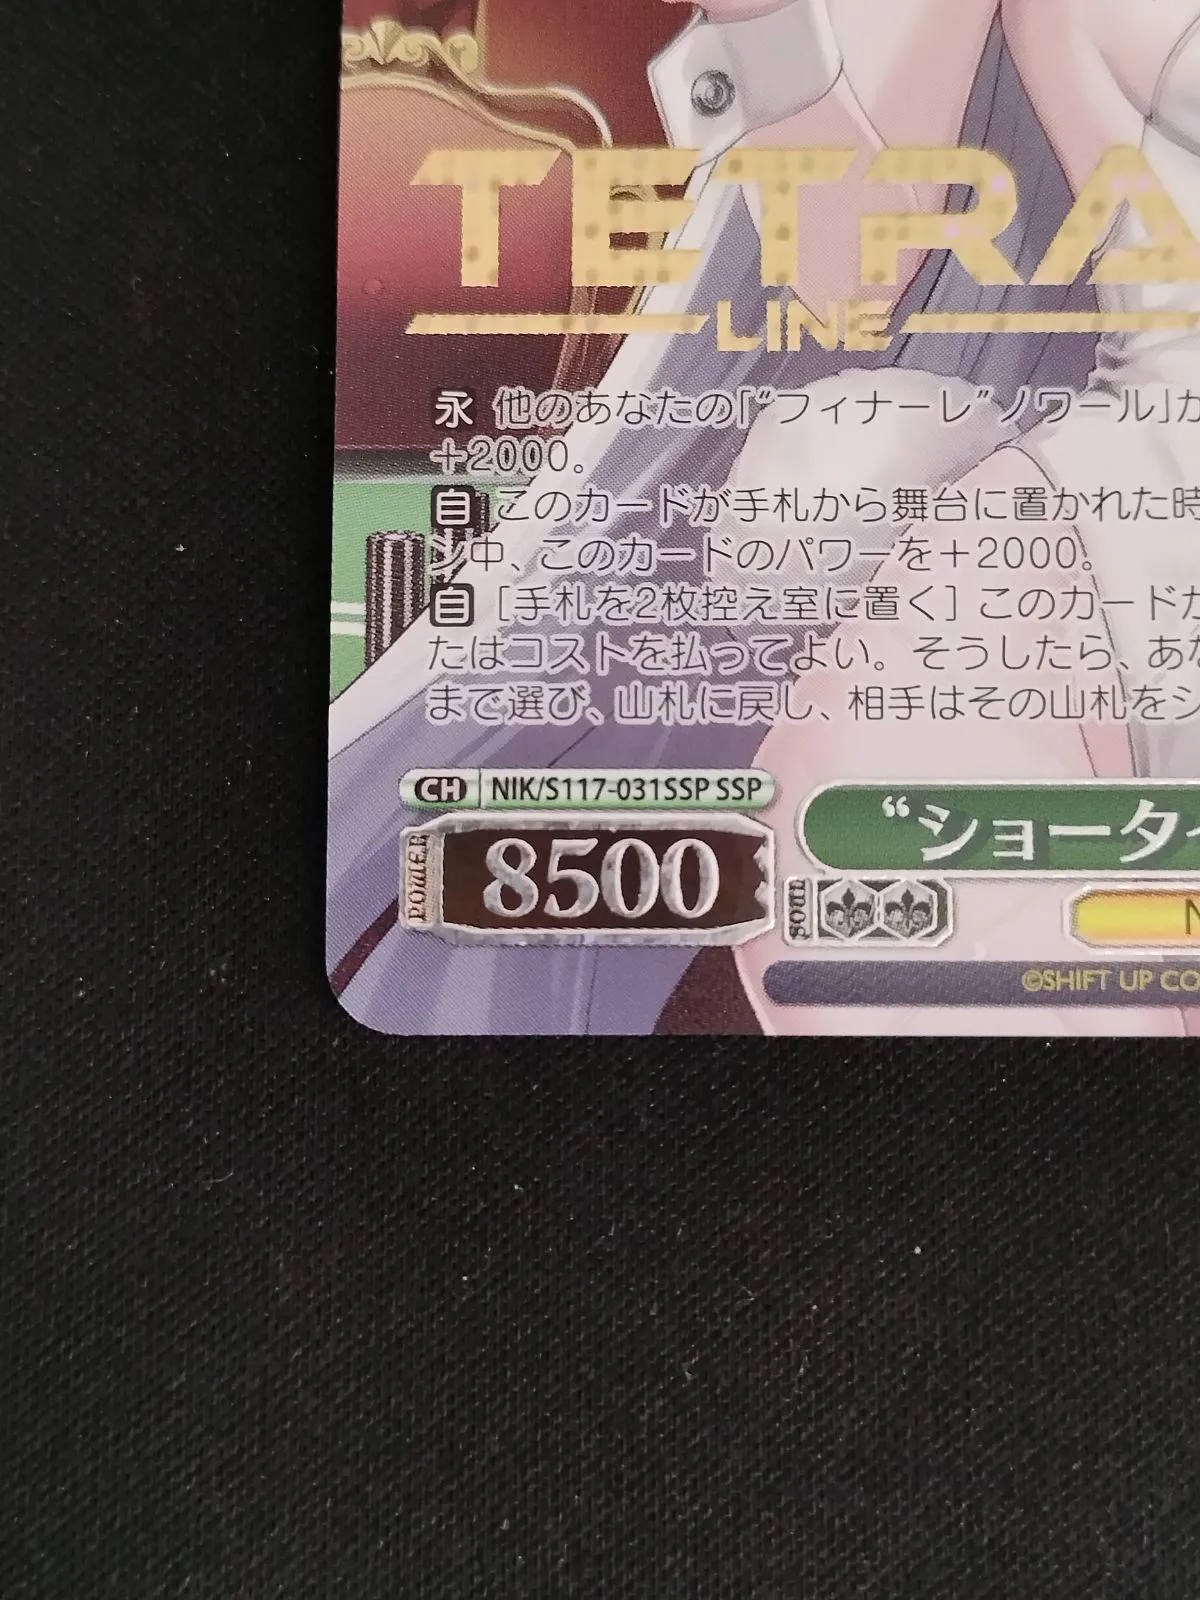 TETRA
LINE
永 他のあなたの｢“フィナーレ”ノワール｣が
+2000。
自 このカードが手札から舞台に置かれた時
ン中、このカードのパワーを+2000。
自 [手札を2枚控え室に置く] このカードが
たはコストを払ってよい。そうしたら、あな
まで選び、山札に戻し、相手はその山札をシ
CH NIK/S117-031SSP SSP
“ショータイ
POWER 8500
SOUL
N
©SHIFT UP CO